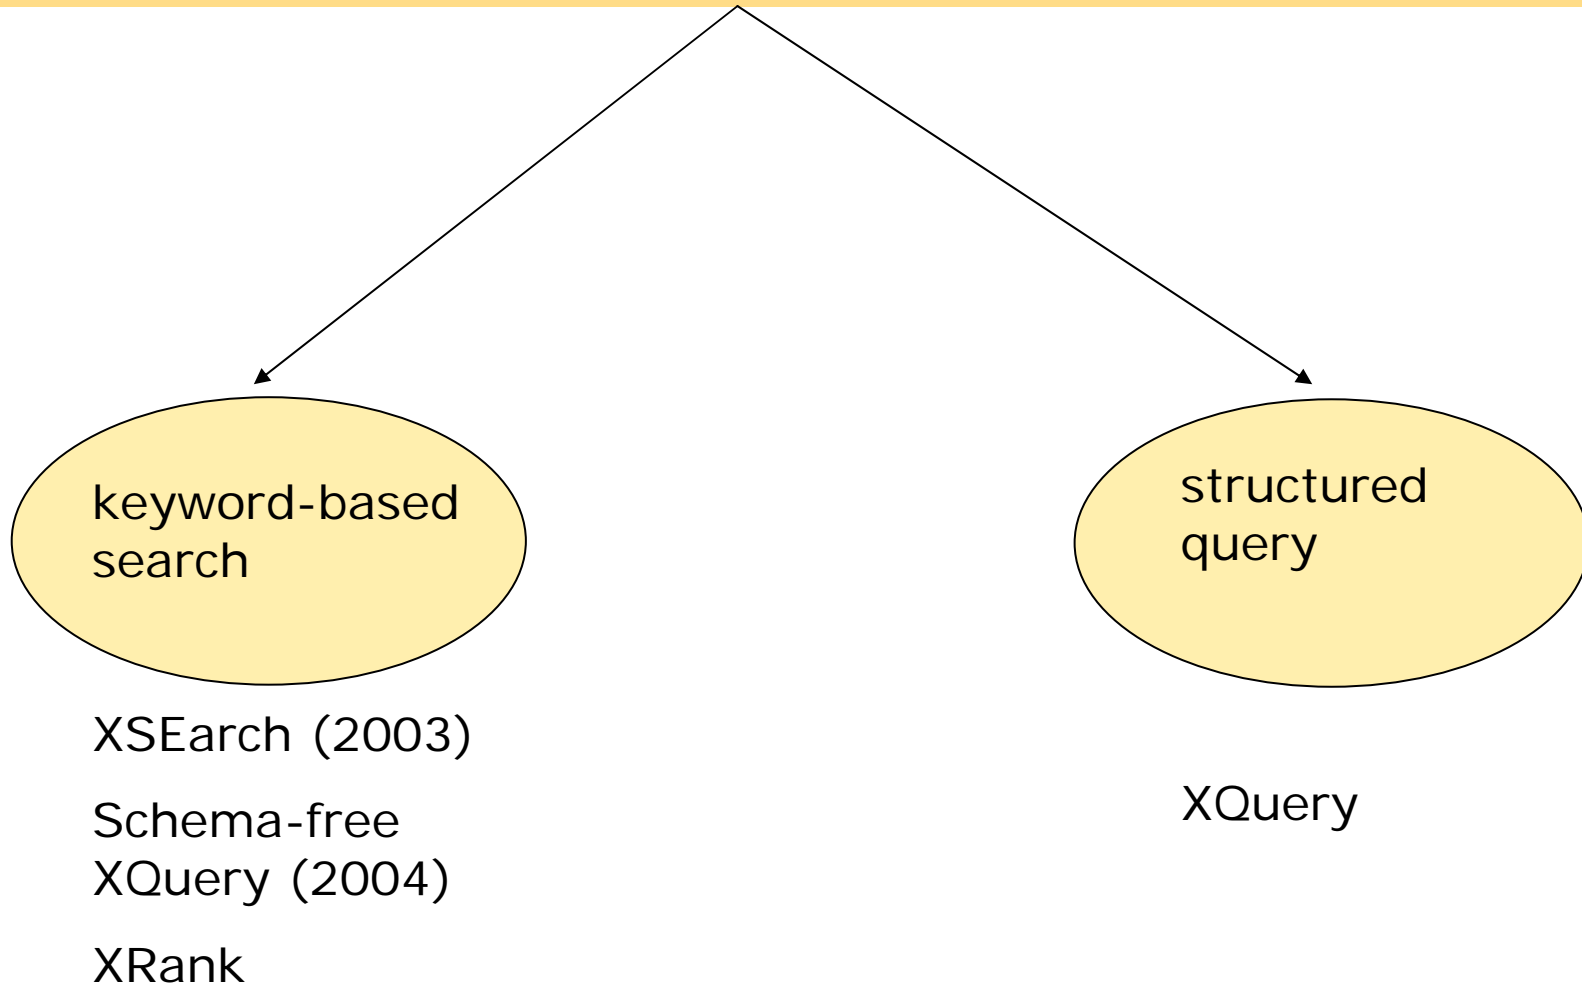 keyword-based
search
structured
query
XSEarch (2003)
Schema-free
XQuery (2004)
XRank
XQuery